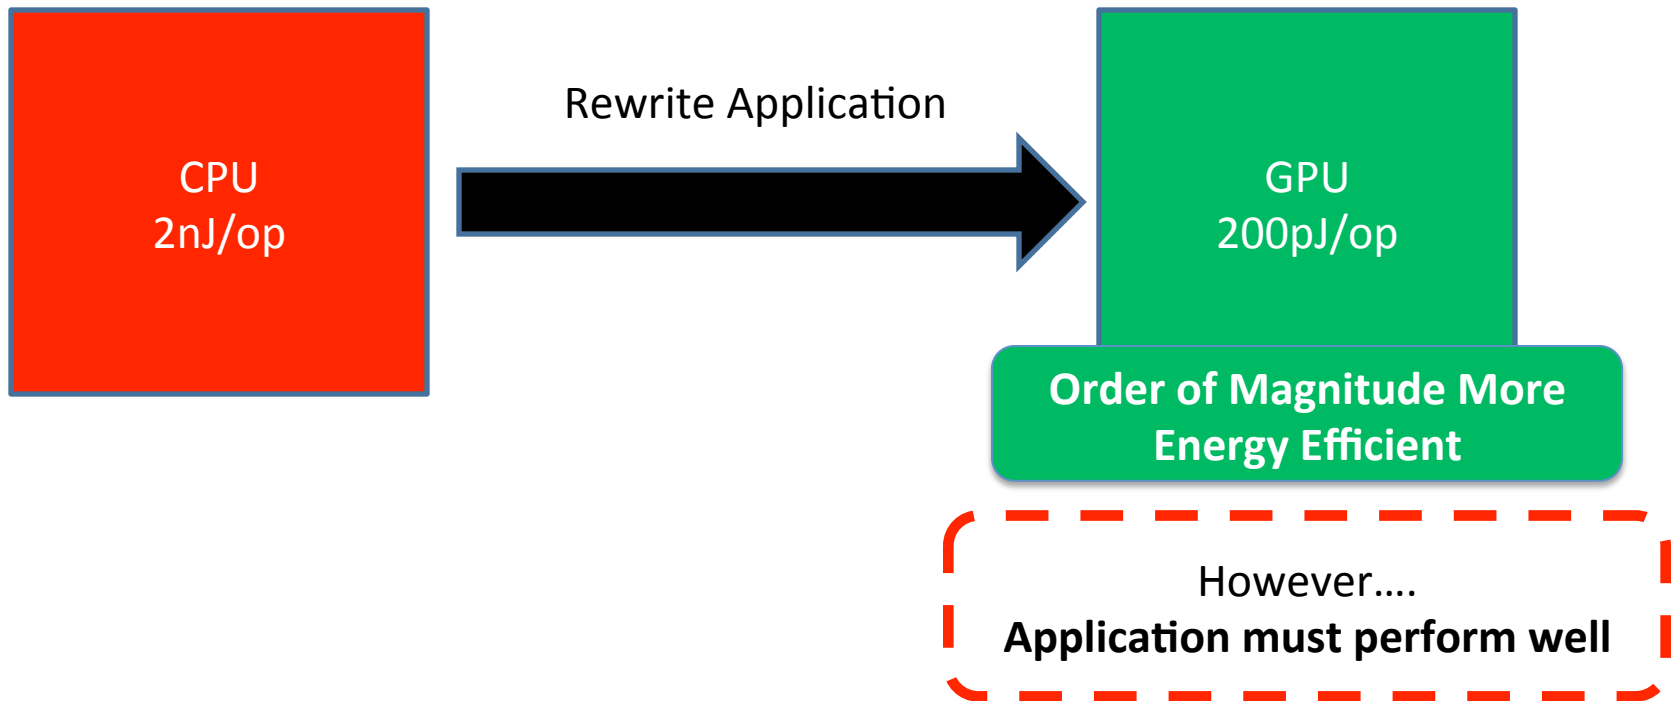 CPU
2nJ/op
Rewrite Application
GPU
200pJ/op
Order of Magnitude More
Energy Efficient
However....
Application must perform well